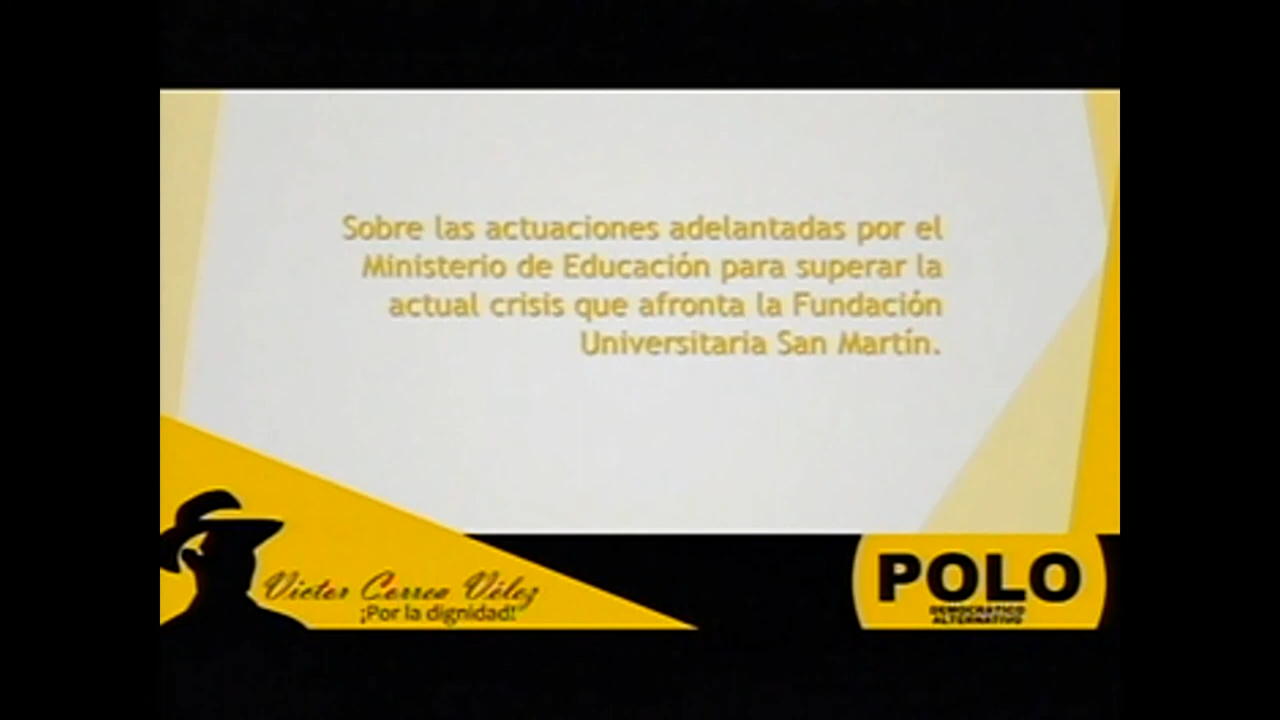 Sobre las actuaciones adelantadas por el
Ministerio de Educación para superar la
actual crisis que afronta la Fundación
Universitaria San Martín.
Victor Correa Vélez
¡Por la dignidad!
POLO
DEMOCRATICO
ALTERNATIVO